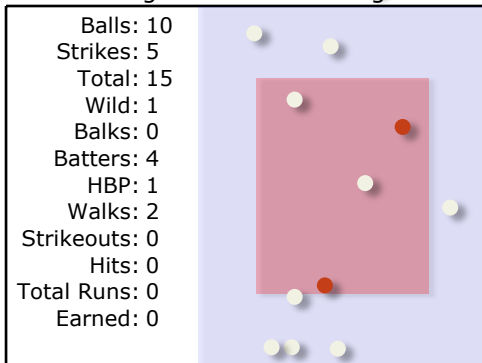 Balls: 10
Strikes: 5
Total: 15
Wild: 1
Balks: 0
Batters: 4
HBP: 1
Walks: 2
Strikeouts: 0
Hits: 0
Total Runs: 0
Earned: 0